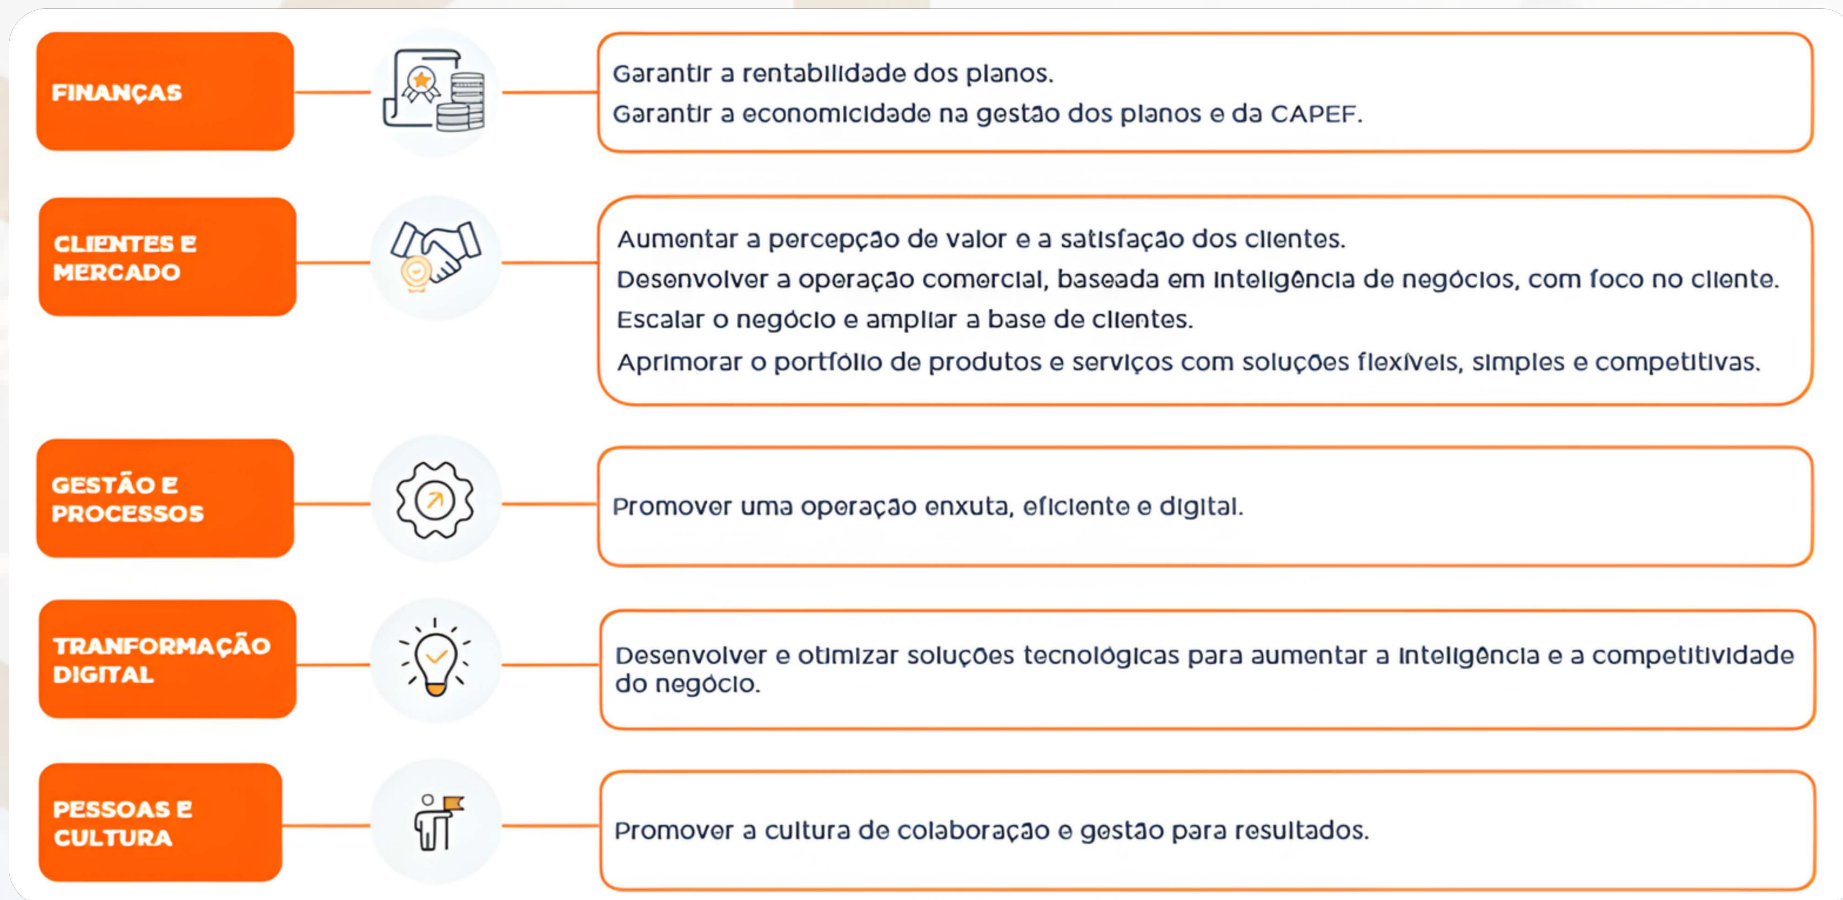 FINANÇAS
Garantir a rentabilidade dos planos.
Garantir a economicidade na gestão dos planos e da CAPEF.
CLIENTES E
MERCADO
Aumentar a percepção de valor e a satisfação dos clientes.
Desenvolver a operação comercial, baseada em inteligência de negócios, com foco no cliente.
Escalar o negócio e ampliar a base de clientes.
Aprimorar o portfólio de produtos e serviços com soluções flexíveis, simples e competitivas.
GESTÃO E
PROCESSOS
Promover uma operação enxuta, eficiente e digital.
TRANFORMAÇÃO
DIGITAL
Desenvolver e otimizar soluções tecnológicas para aumentar a inteligência e a competitividade
do negócio.
PESSOAS E
CULTURA
Promover a cultura de colaboração e gestão para resultados.